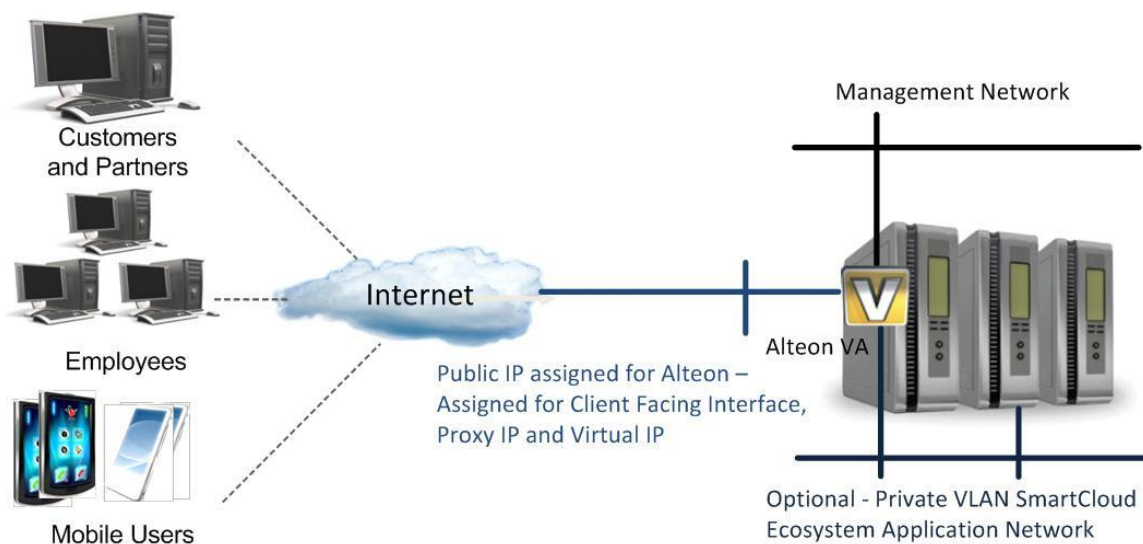 Customers
and Partners
Employees
Mobile Users
Internet
Public IP assigned for Alteon –
Assigned for Client Facing Interface,
Proxy IP and Virtual IP
Management Network
V
Alteon VA
Optional - Private VLAN SmartCloud
Ecosystem Application Network